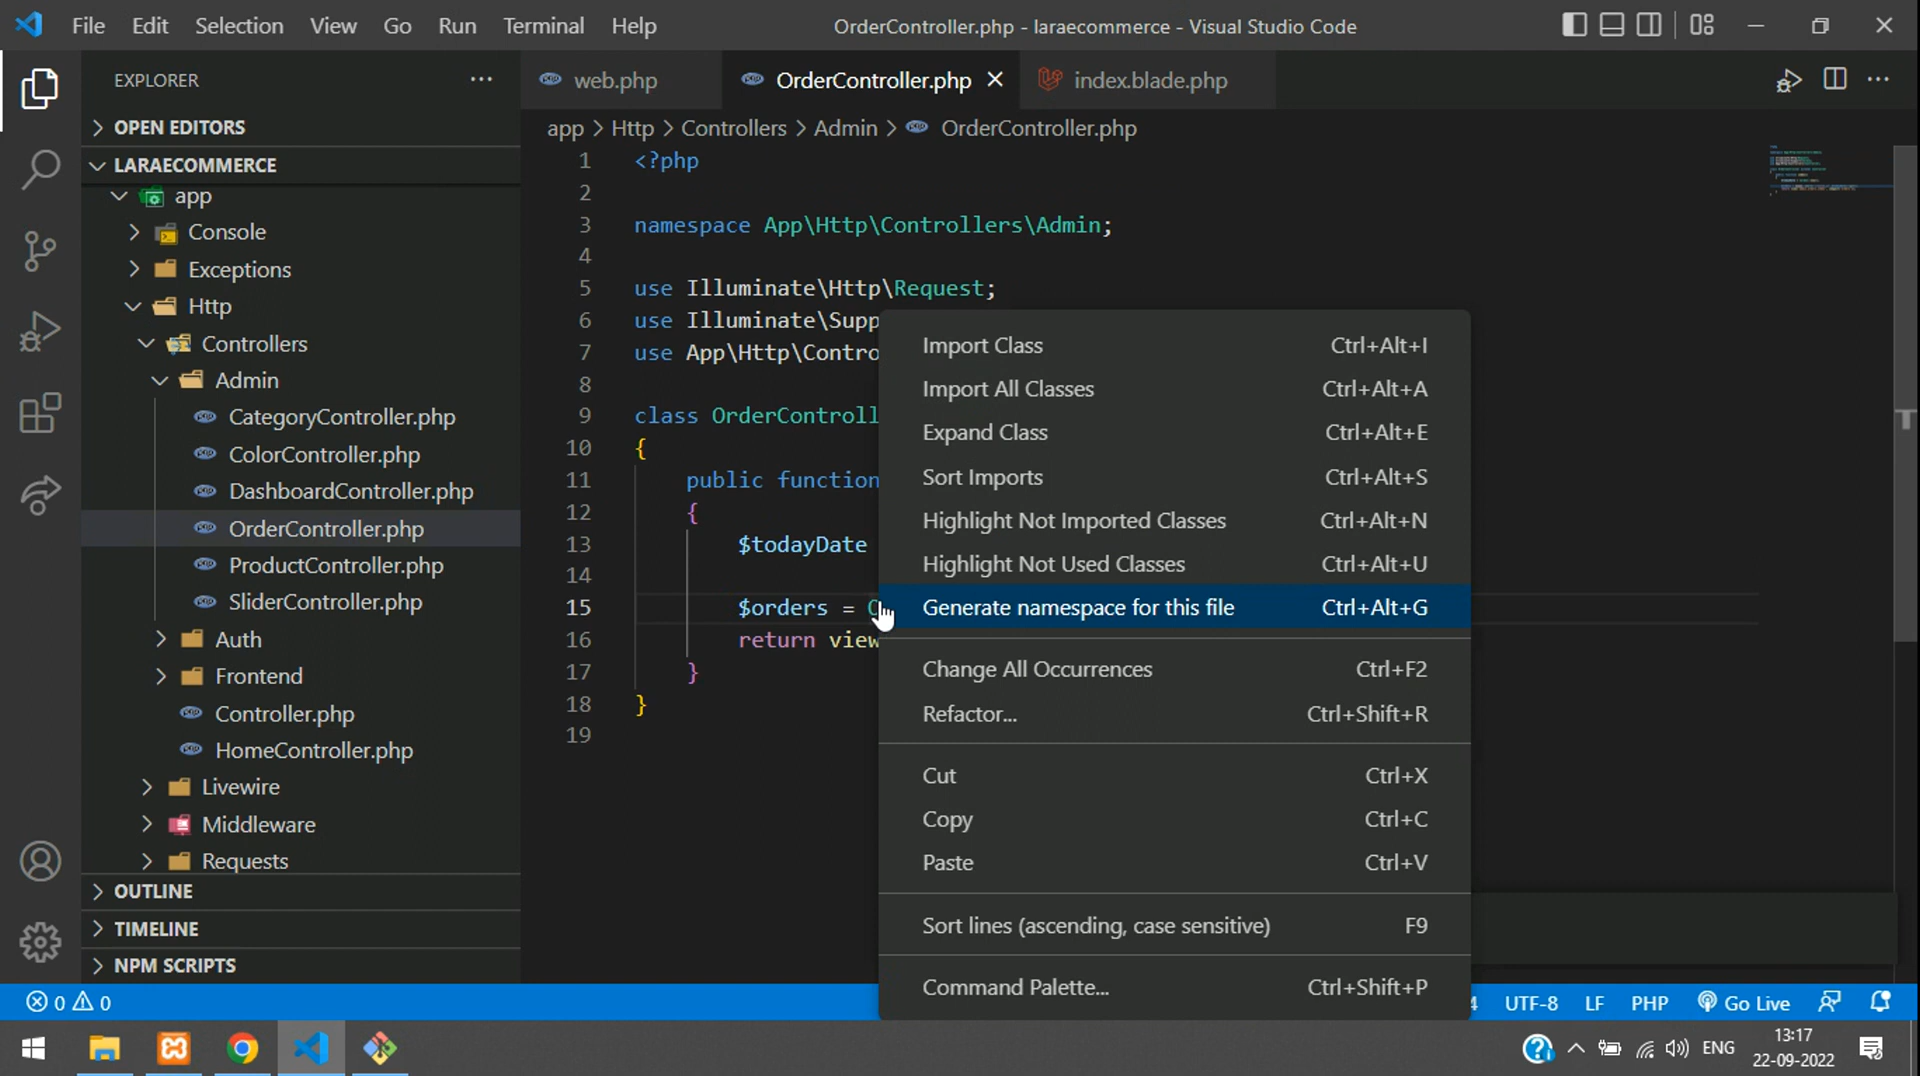 File Edit Selection View Go Run Terminal Help
OrderController.php - laraecommerce - Visual Studio Code
EXPLORER
OPEN EDITORS
LARAECOMMERCE
app
Console
Exceptions
Http
Controllers
Admin
CategoryController.php
ColorController.php
DashboardController.php
OrderController.php
ProductController.php
SliderController.php
Auth
Frontend
Controller.php
HomeController.php
Livewire
Middleware
Requests
OUTLINE
TIMELINE
NPM SCRIPTS
web.php OrderController.php index.blade.php
app > Http > Controllers > Admin > OrderController.php
1 <?php
2
3 namespace App\Http\Controllers\Admin;
4
5 use Illuminate\Http\Request;
6 use Illuminate\Supp
7 use App\Http\Contro
8
9 class OrderControll
10 {
11 public function
12 {
13 $todayDate
14
15 $orders =
16 return view
17 }
18 }
19
Import Class Ctrl+Alt+I
Import All Classes Ctrl+Alt+A
Expand Class Ctrl+Alt+E
Sort Imports Ctrl+Alt+S
Highlight Not Imported Classes Ctrl+Alt+N
Highlight Not Used Classes Ctrl+Alt+U
Generate namespace for this file Ctrl+Alt+G
Change All Occurrences Ctrl+F2
Refactor... Ctrl+Shift+R
Cut Ctrl+X
Copy Ctrl+C
Paste Ctrl+V
Sort lines (ascending, case sensitive) F9
Command Palette... Ctrl+Shift+P
0 0 4 UTF-8 LF PHP Go Live
ENG
13:17
22-09-2022